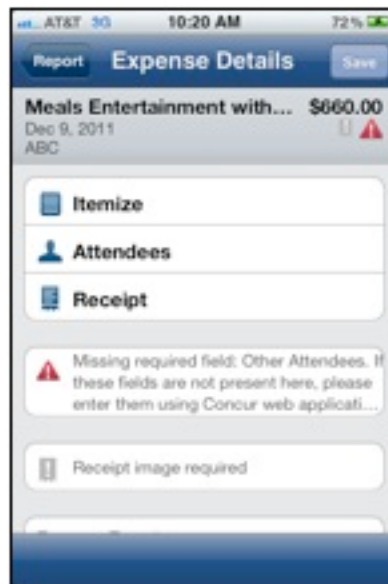 AT&T 3G 10:20 AM 72%
Report Expense Details Save
Meals Entertainment with... $660.00
Dec 9, 2011
ABC
Itemize
Attendees
Receipt
Missing required field: Other Attendees. If
these fields are not present here, please
enter them using Concur web applicati...
Receipt image required